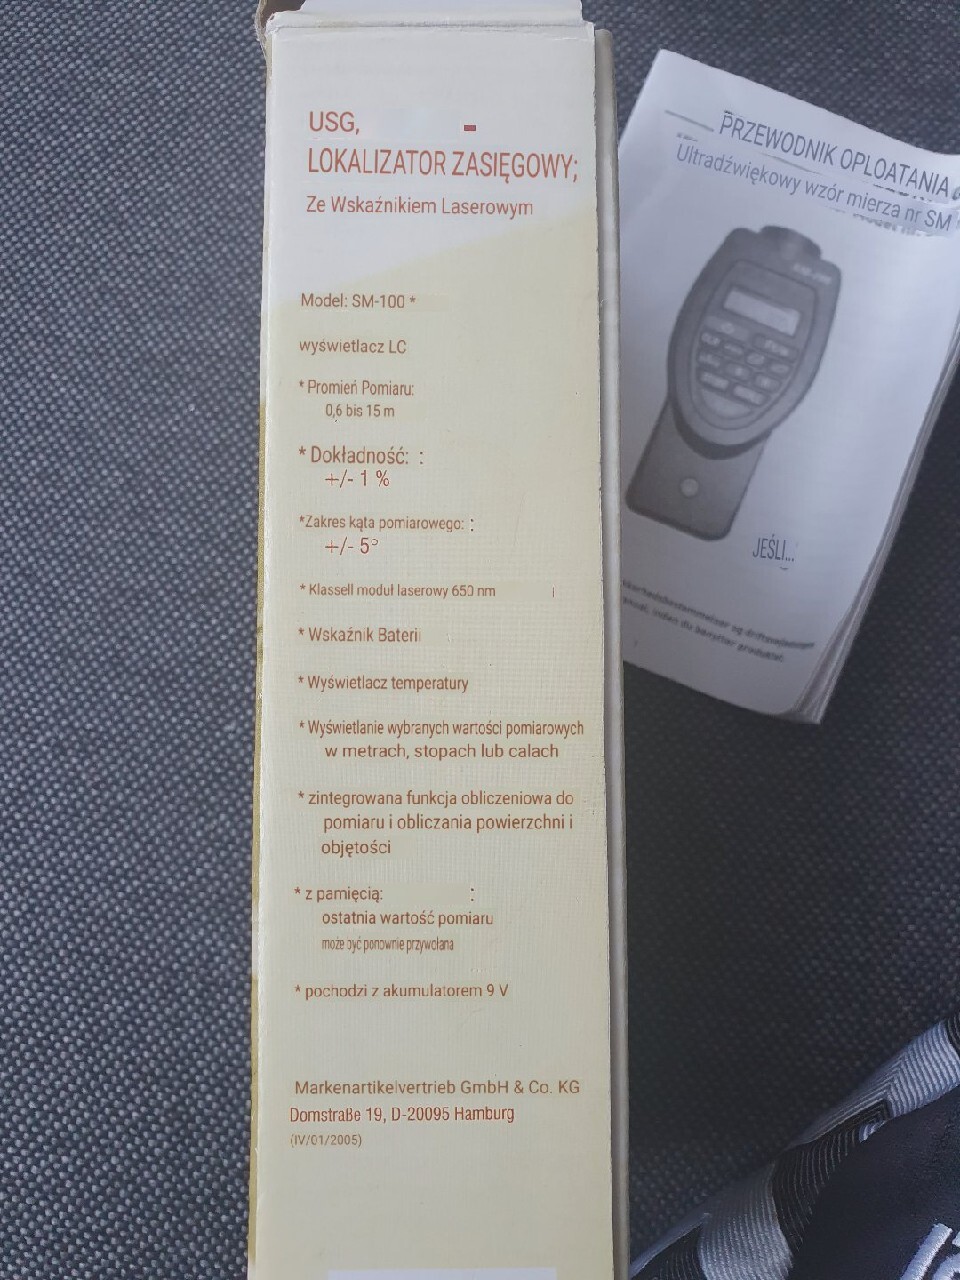 USG, -
LOKALIZATOR ZASIĘGOWY;
Ze Wskaźnikiem Laserowym
Model: SM-100 *
wyświetlacz LC
* Promień Pomiaru:
0,6 bis 15 m
* Dokładność: :
+/- 1 %
*Zakres kąta pomiarowego: :
+/- 5°
* Klassell moduł laserowy 650 nm
* Wskaźnik Baterii
* Wyświetlacz temperatury
* Wyświetlanie wybranych wartości pomiarowych
w metrach, stopach lub calach
* zintegrowana funkcja obliczeniowa do
pomiaru i obliczania powierzchni i
objętości
* z pamięcią: :
ostatnia wartość pomiaru
może być ponownie przywołana
* pochodzi z akumulatorem 9 V
Markenartikelvertrieb GmbH & Co. KG
Domstraße 19, D-20095 Hamburg
(IV/01/2005)
PRZEWODNIK OPLOATANIA
Ultradźwiękowy wzór mierza nr SM
JEŚLI...